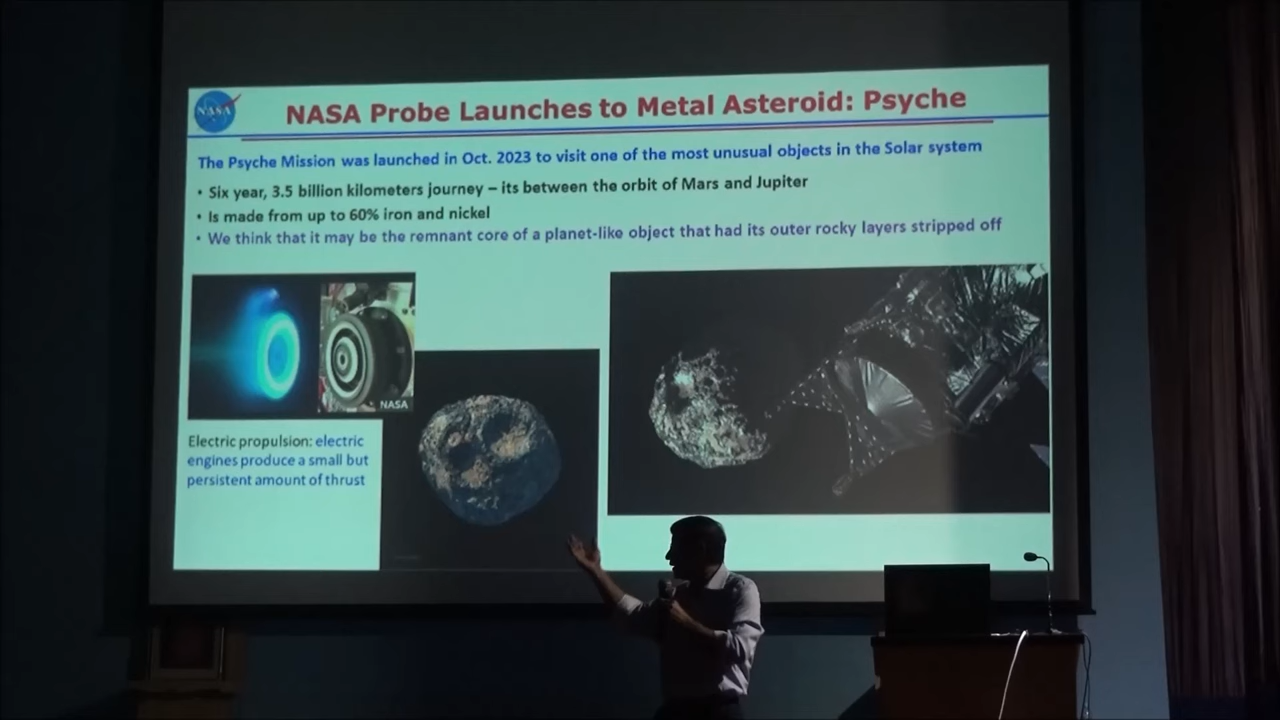 NASA
NASA Probe Launches to Metal Asteroid: Psyche
The Psyche Mission was launched in Oct. 2023 to visit one of the most unusual objects in the Solar system
• Six year, 3.5 billion kilometers journey – its between the orbit of Mars and Jupiter
• Is made from up to 60% iron and nickel
• We think that it may be the remnant core of a planet-like object that had its outer rocky layers stripped off
NASA
Electric propulsion: electric
engines produce a small but
persistent amount of thrust